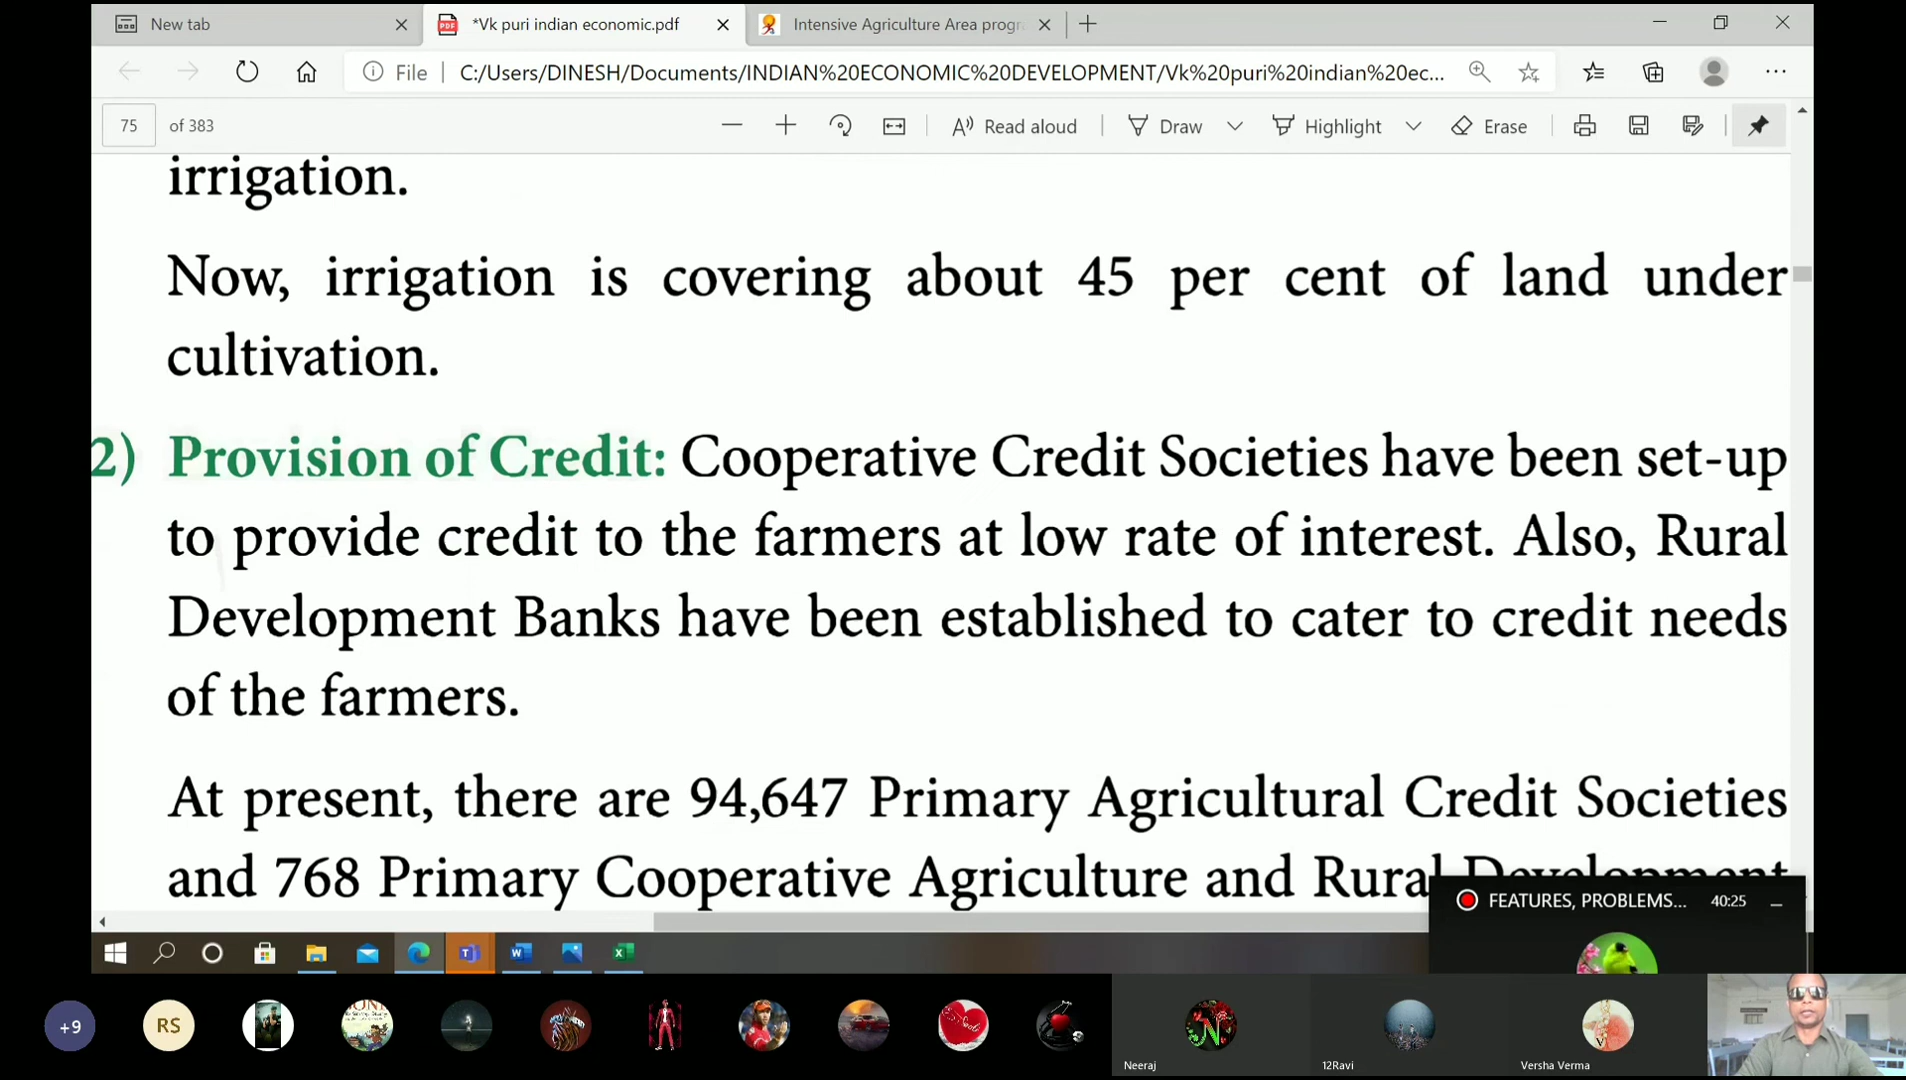 New tab
*Vk puri indian economic.pdf
Intensive Agriculture Area progr
File
C:/Users/DINESH/Documents/INDIAN%20ECONOMIC%20DEVELOPMENT/Vk%20puri%20indian%20ec...
75 of 383
Read aloud
Draw
Highlight
Erase
irrigation.
Now, irrigation is covering about 45 per cent of land under
cultivation.
2) Provision of Credit: Cooperative Credit Societies have been set-up
to provide credit to the farmers at low rate of interest. Also, Rural
Development Banks have been established to cater to credit needs
of the farmers.
At present, there are 94,647 Primary Agricultural Credit Societies
and 768 Primary Cooperative Agriculture and Rural Development
FEATURES, PROBLEMS... 40:25
+9
RS
Neeraj
12Ravi
Versha Verma